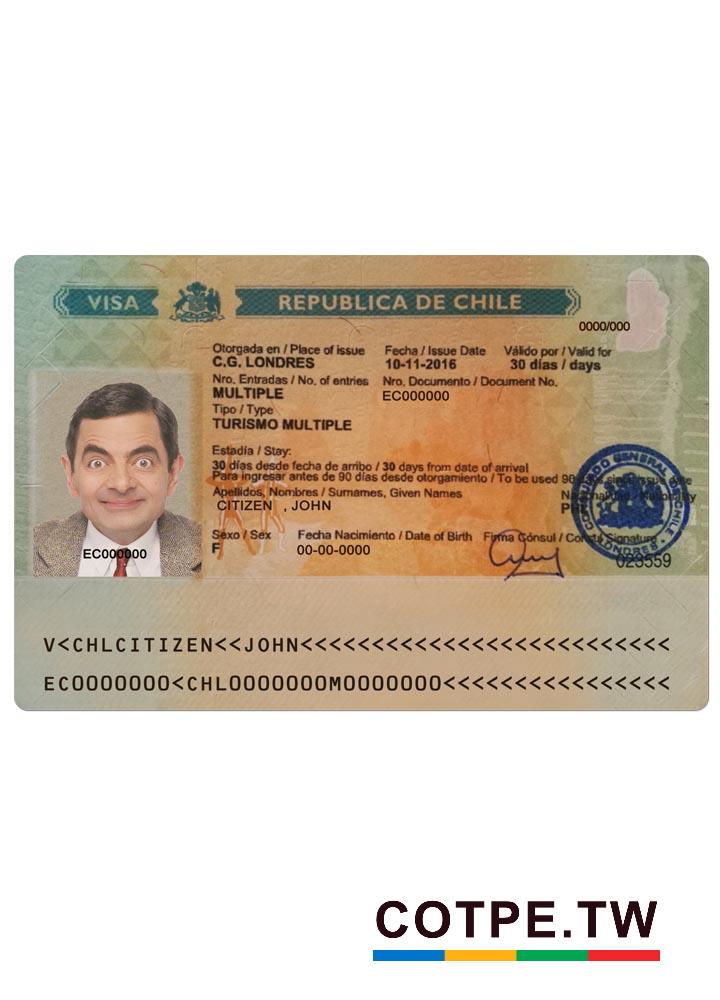 VISA REPUBLICA DE CHILE
0000/000
Otorgada en / Place of issue Fecha / Issue Date Válido por / Valid for
C.G. LONDRES 10-11-2016 30 días / days
Nro. Entradas / No. of entries Nro. Documento / Document No.
MULTIPLE EC000000
Tipo / Type
TURISMO MULTIPLE
Estadía / Stay:
30 días desde fecha de arribo / 30 days from date of arrival
Para ingresar antes de 90 días desde otorgamiento / To be used 90 days since issue date
Apellidos, Nombres / Surnames, Given Names
CITIZEN , JOHN
Sexo / Sex Fecha Nacimiento / Date of Birth Firma Cónsul / Consul Signature
F 00-00-0000
EC000000
CONSULADO GENERAL DE CHILE
LONDRES
023559
V<CHLCITIZEN<<JOHN<<<<<<<<<<<<<<<<<<<<<<<<<<
EC0000000<CHL0000000M0000000<<<<<<<<<<<<<<<<
COTPE.TW